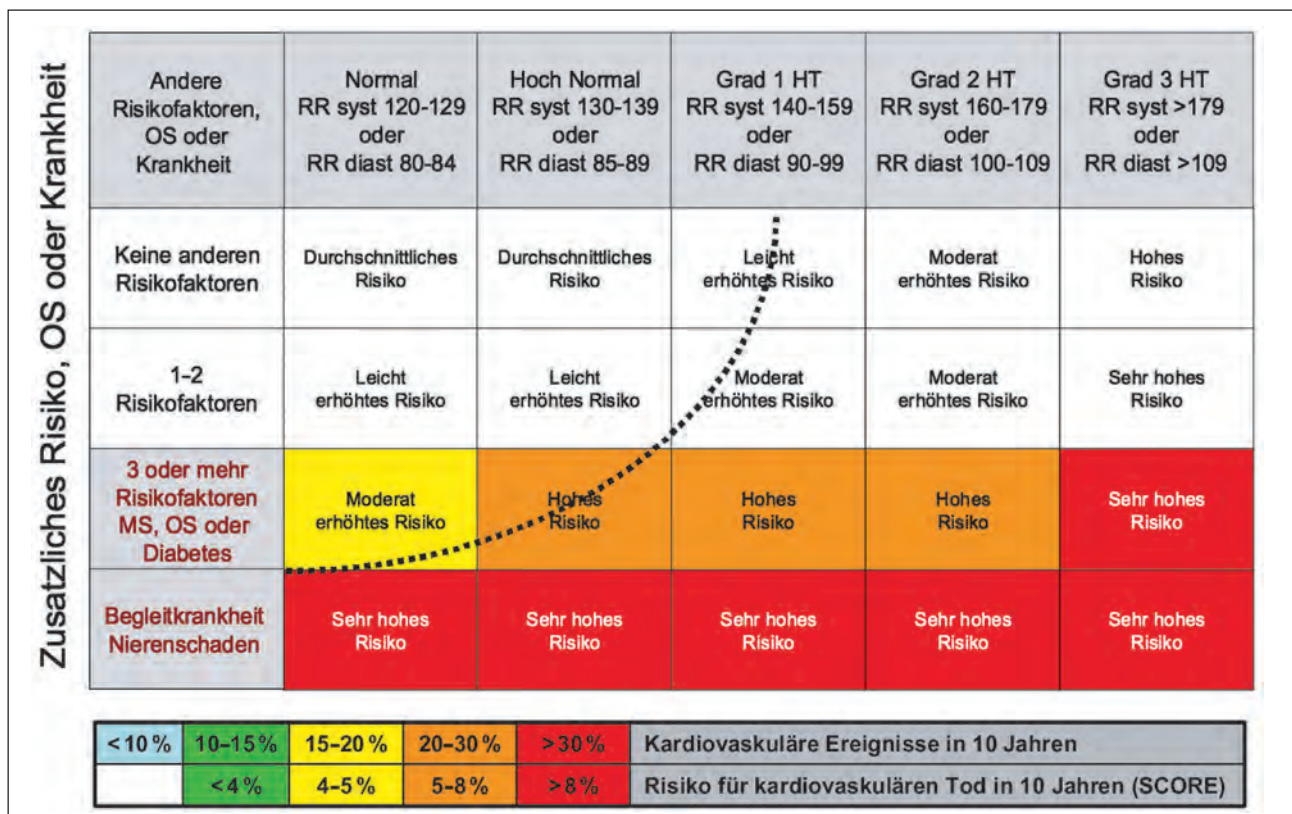 Zusätzliches Risiko, OS oder Krankheit
Andere
Risikofaktoren,
OS oder
Krankheit
Normal
RR syst 120-129
oder
RR diast 80-84
Hoch Normal
RR syst 130-139
oder
RR diast 85-89
Grad 1 HT
RR syst 140-159
oder
RR diast 90-99
Grad 2 HT
RR syst 160-179
oder
RR diast 100-109
Grad 3 HT
RR syst >179
oder
RR diast >109
Keine anderen
Risikofaktoren
Durchschnittliches
Risiko
Durchschnittliches
Risiko
Leicht
erhöhtes Risiko
Moderat
erhöhtes Risiko
Hohes
Risiko
1–2
Risikofaktoren
Leicht
erhöhtes Risiko
Leicht
erhöhtes Risiko
Moderat
erhöhtes Risiko
Moderat
erhöhtes Risiko
Sehr hohes
Risiko
3 oder mehr
Risikofaktoren
MS, OS oder
Diabetes
Moderat
erhöhtes Risiko
Hohes
Risiko
Hohes
Risiko
Hohes
Risiko
Sehr hohes
Risiko
Begleitkrankheit
Nierenschaden
Sehr hohes
Risiko
Sehr hohes
Risiko
Sehr hohes
Risiko
Sehr hohes
Risiko
Sehr hohes
Risiko
<10% 10–15% 15–20% 20–30% >30% Kardiovaskuläre Ereignisse in 10 Jahren
<4% 4–5% 5–8% >8% Risiko für kardiovaskulären Tod in 10 Jahren (SCORE)